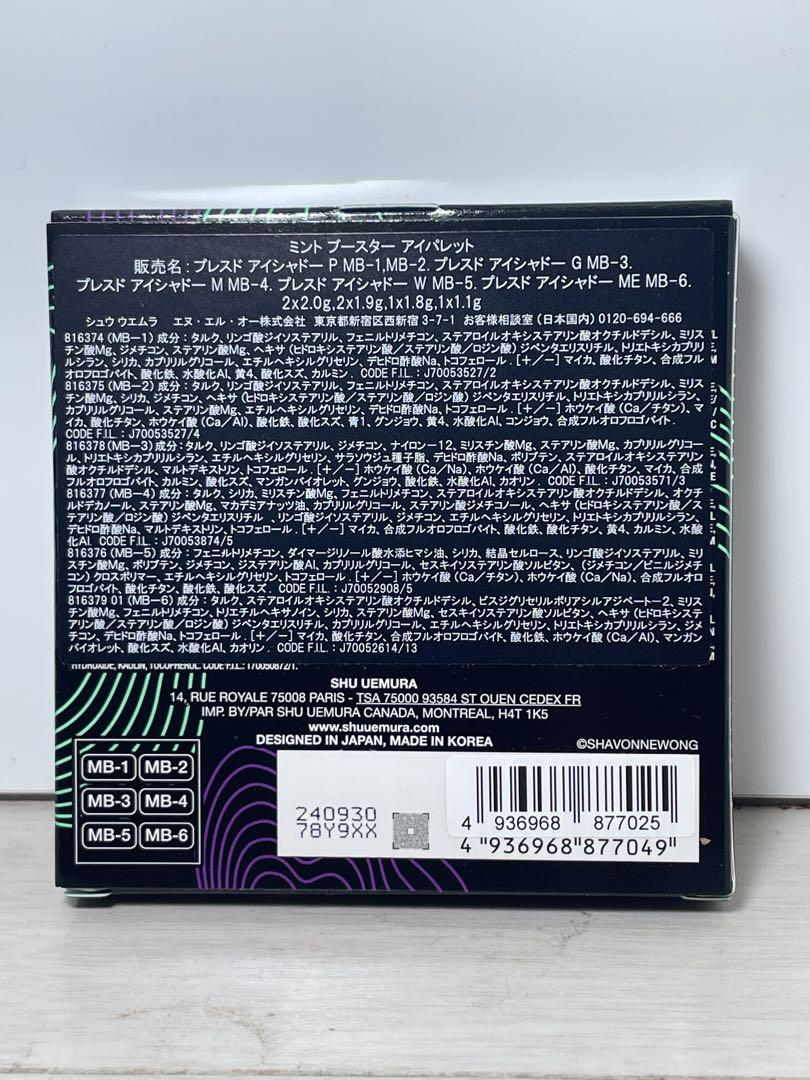 ミント ブースター アイパレット
販売名：プレスド アイシャドー P MB-1,MB-2. プレスド アイシャドー G MB-3.
プレスド アイシャドー M MB-4. プレスド アイシャドー W MB-5. プレスド アイシャドー ME MB-6.
2x2.0g,2x1.9g,1x1.8g,1x1.1g
シュウ ウエムラ　エヌ・エル・オー株式会社　東京都新宿区西新宿 3-7-1　お客様相談室（日本国内）0120-694-666
816374 (MB-1) 成分：タルク、リンゴ酸ジイソステアリル、フェニルトリメチコン、ステアロイルオキシステアリン酸オクチルドデシル、ミリス
チン酸Mg、ジメチコン、ステアリン酸Mg、ヘキサ（ヒドロキシステアリン酸／ステアリン酸／ロジン酸）ジペンタエリスリチル、トリエトキシカプリ
リルシラン、シリカ、カプリリルグリコール、エチルヘキシルグリセリン、デヒドロ酢酸Na、トコフェロール．[＋／－] マイカ、酸化チタン、合成フル
オロフロゴパイト、酸化鉄、水酸化Al、黄4、酸化スズ、カルミン．CODE F.I.L.：J70053527/2
816375 (MB-2) 成分：タルク、リンゴ酸ジイソステアリル、フェニルトリメチコン、ステアロイルオキシステアリン酸オクチルドデシル、ミリス
チン酸Mg、シリカ、ジメチコン、ヘキサ（ヒドロキシステアリン酸／ステアリン酸／ロジン酸）ジペンタエリスリチル、トリエトキシカプリリルシラン、
カプリリルグリコール、ステアリン酸Mg、エチルヘキシルグリセリン、デヒドロ酢酸Na、トコフェロール．[＋／－] ホウケイ酸（Ca／チタン）、マイ
カ、酸化チタン、ホウケイ酸（Ca／Al）、酸化鉄、酸化スズ、青1、グンジョウ、黄4、水酸化Al、コンジョウ、合成フルオロフロゴパイト．
CODE F.I.L.：J70053527/4
816378 (MB-3) 成分：タルク、リンゴ酸ジイソステアリル、ジメチコン、ナイロン-12、ミリスチン酸Mg、ステアリン酸Mg、カプリリルグリコー
ル、トリエトキシカプリリルシラン、エチルヘキシルグリセリン、サラソウジュ種子脂、デヒドロ酢酸Na、ポリブテン、ステアロイルオキシステアリン
酸オクチルドデシル、マルトデキストリン、トコフェロール．[＋／－] ホウケイ酸（Ca／Na）、ホウケイ酸（Ca／Al）、酸化チタン、マイカ、合成
フルオロフロゴパイト、カルミン、酸化スズ、マンガンバイオレット、グンジョウ、酸化鉄、水酸化Al、カオリン．CODE F.I.L.：J70053571/3
816377 (MB-4) 成分：タルク、シリカ、ミリスチン酸Mg、フェニルトリメチコン、ステアロイルオキシステアリン酸オクチルドデシル、オクチ
ルドデカノール、ステアリン酸Mg、マカデミアナッツ油、カプリリルグリコール、ステアリン酸ジメチコノール、ヘキサ（ヒドロキシステアリン酸／ス
テアリン酸／ロジン酸）ジペンタエリスリチル、リンゴ酸ジイソステアリル、ジメチコン、エチルヘキシルグリセリン、トリエトキシカプリリルシラン、
デヒドロ酢酸Na、マルトデキストリン、トコフェロール．[＋／－] マイカ、合成フルオロフロゴパイト、酸化鉄、酸化チタン、黄4、カルミン、水酸
化Al．CODE F.I.L.：J70053874/5
816376 (MB-5) 成分：フェニルトリメチコン、ダイマージリノール酸水添ヒマシ油、シリカ、結晶セルロース、リンゴ酸ジイソステアリル、ミリ
スチン酸Mg、ポリブテン、ジメチコン、ジステアリン酸Al、カプリリルグリコール、セスキイソステアリン酸ソルビタン、（ジメチコン／ビニルジメチ
コン）クロスポリマー、エチルヘキシルグリセリン、トコフェロール．[＋／－] ホウケイ酸（Ca／チタン）、ホウケイ酸（Ca／Na）、合成フルオロ
フロゴパイト、酸化チタン、酸化鉄、酸化スズ．CODE F.I.L.：J70052908/5
816379 01 (MB-6) 成分：タルク、ステアロイルオキシステアリン酸オクチルドデシル、ビスジグリセリルポリアシルアジペート-2、ミリス
チン酸Mg、フェニルトリメチコン、トリエチルヘキサノイン、シリカ、ステアリン酸Mg、セスキイソステアリン酸ソルビタン、ヘキサ（ヒドロキシステ
アリン酸／ステアリン酸／ロジン酸）ジペンタエリスリチル、カプリリルグリコール、エチルヘキシルグリセリン、トリエトキシカプリリルシラン、ジメ
チコン、デヒドロ酢酸Na、トコフェロール．[＋／－] マイカ、酸化チタン、合成フルオロフロゴパイト、酸化鉄、ホウケイ酸（Ca／Al）、マンガン
バイオレット、酸化スズ、水酸化Al、カオリン．CODE F.I.L.：J70052614/13
HYDROXIDE, KAOLIN, TOCOPHEROL. CODE F.I.L.: J70050872/1.
SHU UEMURA
14, RUE ROYALE 75008 PARIS - TSA 75000 93584 ST OUEN CEDEX FR
IMP. BY/PAR SHU UEMURA CANADA, MONTREAL, H4T 1K5
www.shuuemura.com
DESIGNED IN JAPAN, MADE IN KOREA
©SHAVONNEWONG
MB-1 MB-2
MB-3 MB-4
MB-5 MB-6
240930
78Y9XX
4 936968 877025
4 936968 877049